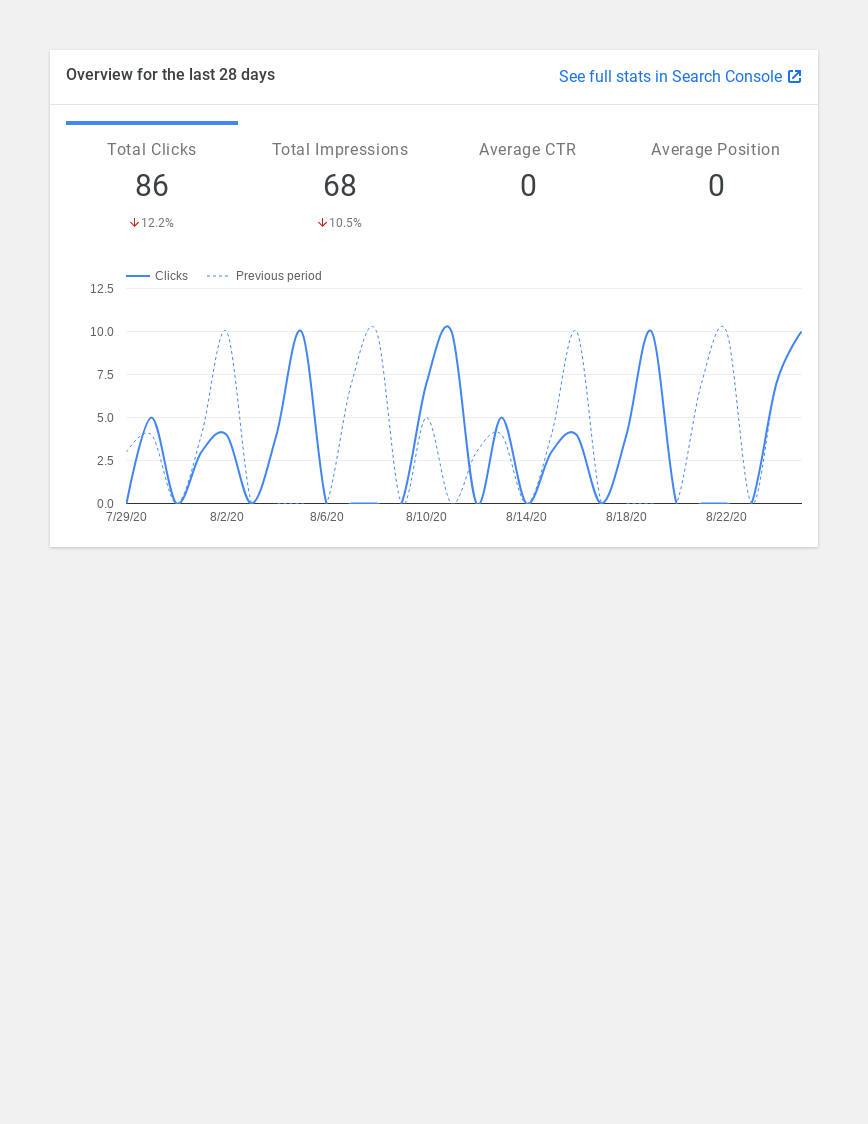 Overview for the last 28 days
See full stats in Search Console
Total Clicks
86
12.2%
Total Impressions
68
10.5%
Average CTR
0
Average Position
0
Clicks
Previous period
12.5
10.0
7.5
5.0
2.5
0.0
7/29/20
8/2/20
8/6/20
8/10/20
8/14/20
8/18/20
8/22/20